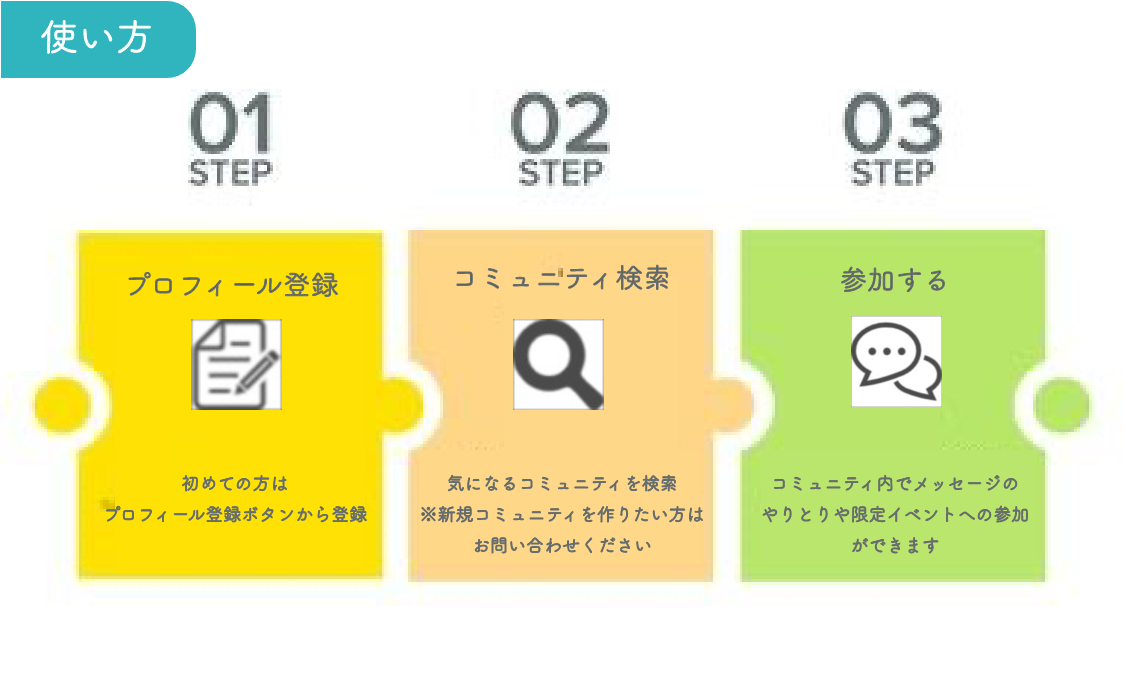 使い方
01
STEP
プロフィール登録
初めての方は
プロフィール登録ボタンから登録
02
STEP
コミュニティ検索
気になるコミュニティを検索
※新規コミュニティを作りたい方は
お問い合わせください
03
STEP
参加する
コミュニティ内でメッセージの
やりとりや限定イベントへの参加
ができます